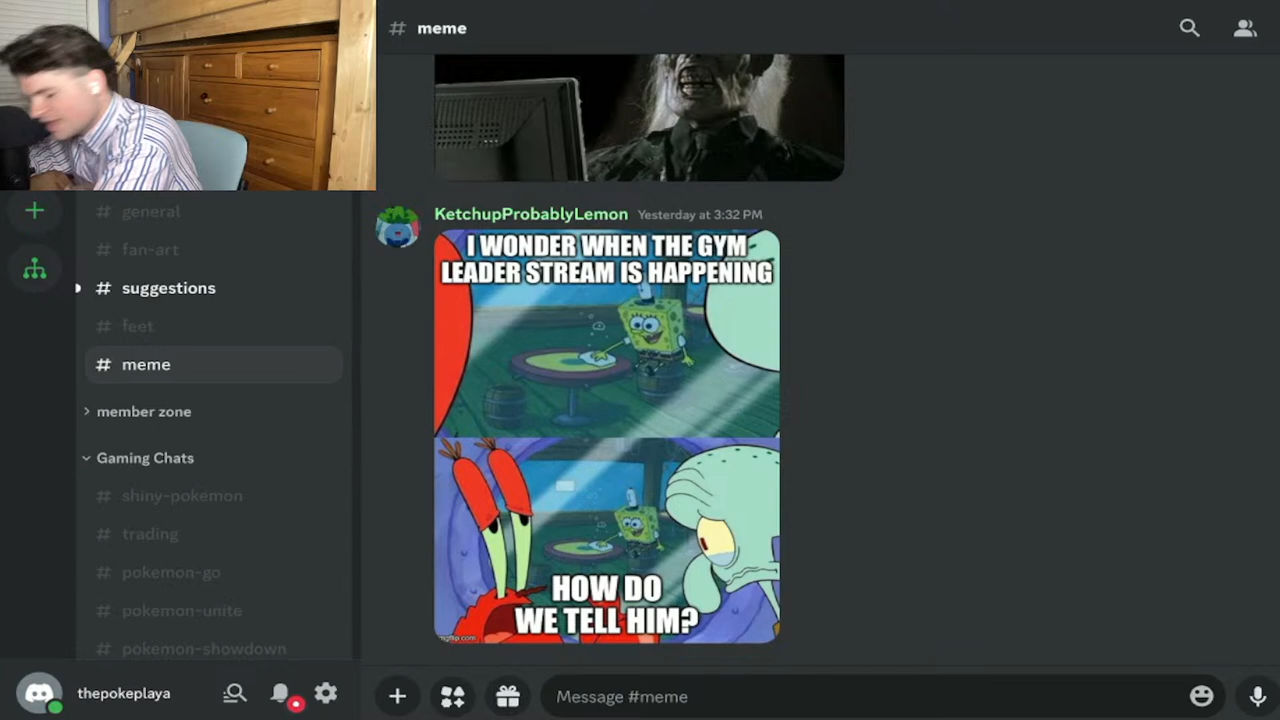 # meme
KetchupProbablyLemon Yesterday at 3:32 PM
I WONDER WHEN THE GYM
LEADER STREAM IS HAPPENING
HOW DO
WE TELL HIM?
imgflip.com
# general
# fan-art
# suggestions
# feet
# meme
member zone
Gaming Chats
# shiny-pokemon
# trading
# pokemon-go
# pokemon-unite
# pokemon-showdown
thepokeplaya
Message #meme